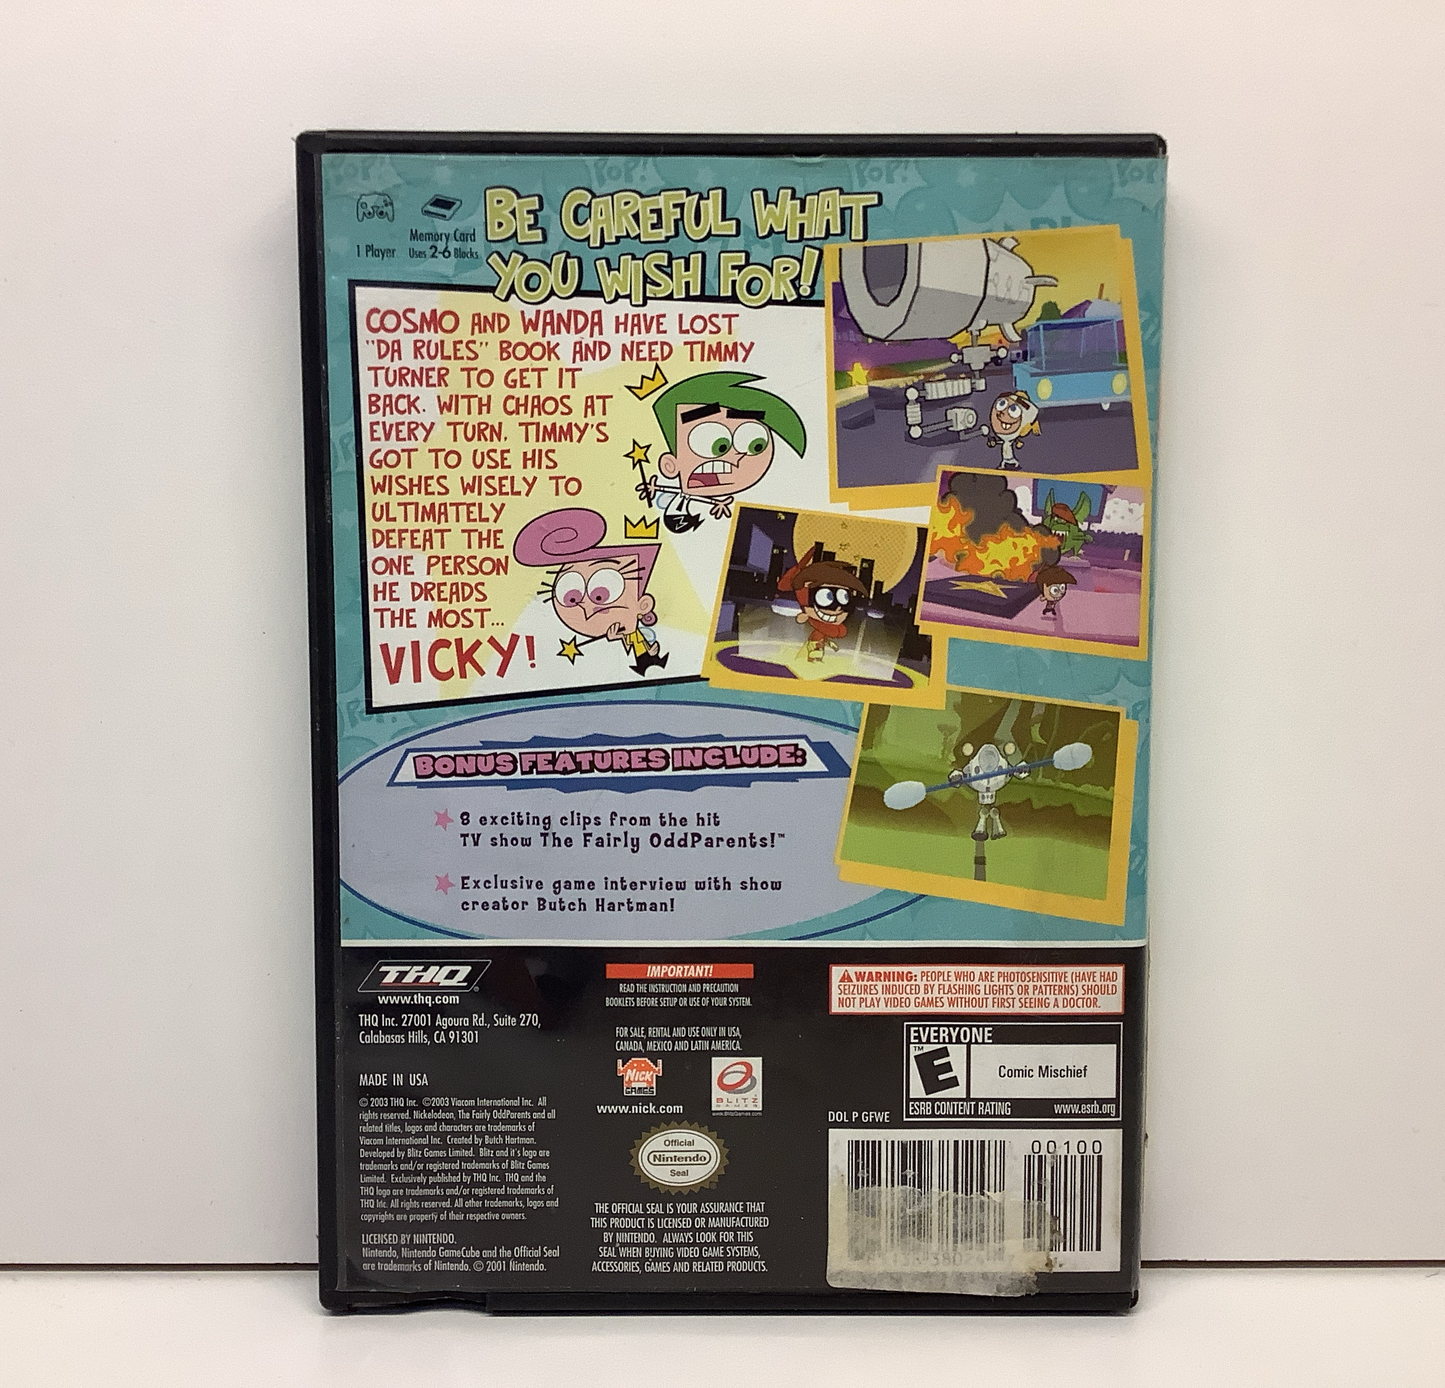 POP!
POP!
POP!
1 Player
Memory Card
Uses 2-6 Blocks
BE CAREFUL WHAT
YOU WISH FOR!
COSMO AND WANDA HAVE LOST
"DA RULES" BOOK AND NEED TIMMY
TURNER TO GET IT
BACK. WITH CHAOS AT
EVERY TURN, TIMMY'S
GOT TO USE HIS
WISHES WISELY TO
ULTIMATELY
DEFEAT THE
ONE PERSON
HE DREADS
THE MOST...
VICKY!
POP!
BONUS FEATURES INCLUDE:
8 exciting clips from the hit
TV show The Fairly OddParents!™
Exclusive game interview with show
creator Butch Hartman!
THQ®
www.thq.com
THQ Inc. 27001 Agoura Rd., Suite 270,
Calabasas Hills, CA 91301
MADE IN USA
© 2003 THQ Inc. ©2003 Viacom International Inc. All
rights reserved. Nickelodeon, The Fairly OddParents and all
related titles, logos and characters are trademarks of
Viacom International Inc. Created by Butch Hartman.
Developed by Blitz Games Limited. Blitz and it's logo are
trademarks and/or registered trademarks of Blitz Games
Limited. Exclusively published by THQ Inc. THQ and the
THQ logo are trademarks and/or registered trademarks of
THQ Inc. All rights reserved. All other trademarks, logos and
copyrights are property of their respective owners.
LICENSED BY NINTENDO.
Nintendo, Nintendo GameCube and the Official Seal
are trademarks of Nintendo. © 2001 Nintendo.
IMPORTANT!
READ THE INSTRUCTION AND PRECAUTION
BOOKLETS BEFORE SETUP OR USE OF YOUR SYSTEM.
FOR SALE, RENTAL AND USE ONLY IN USA,
CANADA, MEXICO AND LATIN AMERICA.
NICK
GAMES
www.nick.com
BLITZ
GAMES
www.BlitzGames.com
Official
Nintendo
Seal
THE OFFICIAL SEAL IS YOUR ASSURANCE THAT
THIS PRODUCT IS LICENSED OR MANUFACTURED
BY NINTENDO. ALWAYS LOOK FOR THIS
SEAL WHEN BUYING VIDEO GAME SYSTEMS,
ACCESSORIES, GAMES AND RELATED PRODUCTS.
WARNING: PEOPLE WHO ARE PHOTOSENSITIVE (HAVE HAD
SEIZURES INDUCED BY FLASHING LIGHTS OR PATTERNS) SHOULD
NOT PLAY VIDEO GAMES WITHOUT FIRST SEEING A DOCTOR.
EVERYONE
™
E
Comic Mischief
ESRB CONTENT RATING www.esrb.org
DOL P GFWE
00100